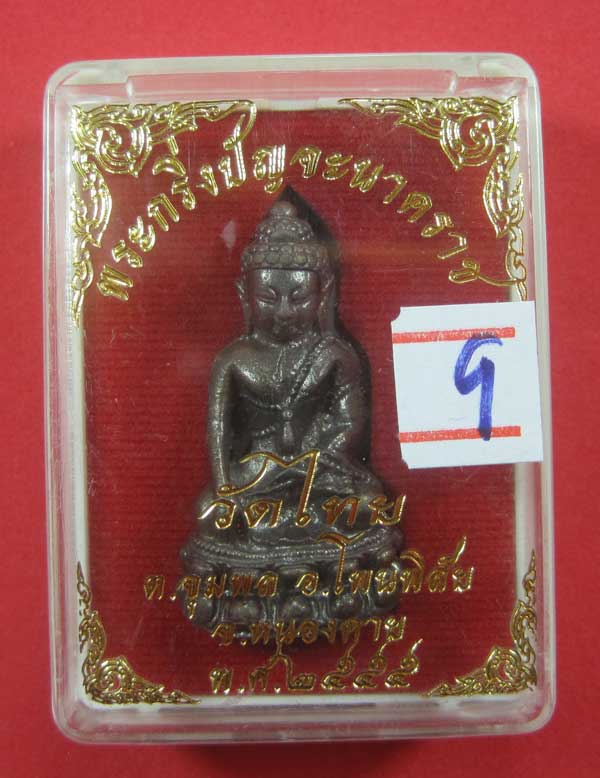 พระกริ่งปัญจะนาคราช
วัดไทย
ต.ชุมพล อ.โพนพิสัย
จ.หนองคาย
พ.ศ.๒๕๕๕